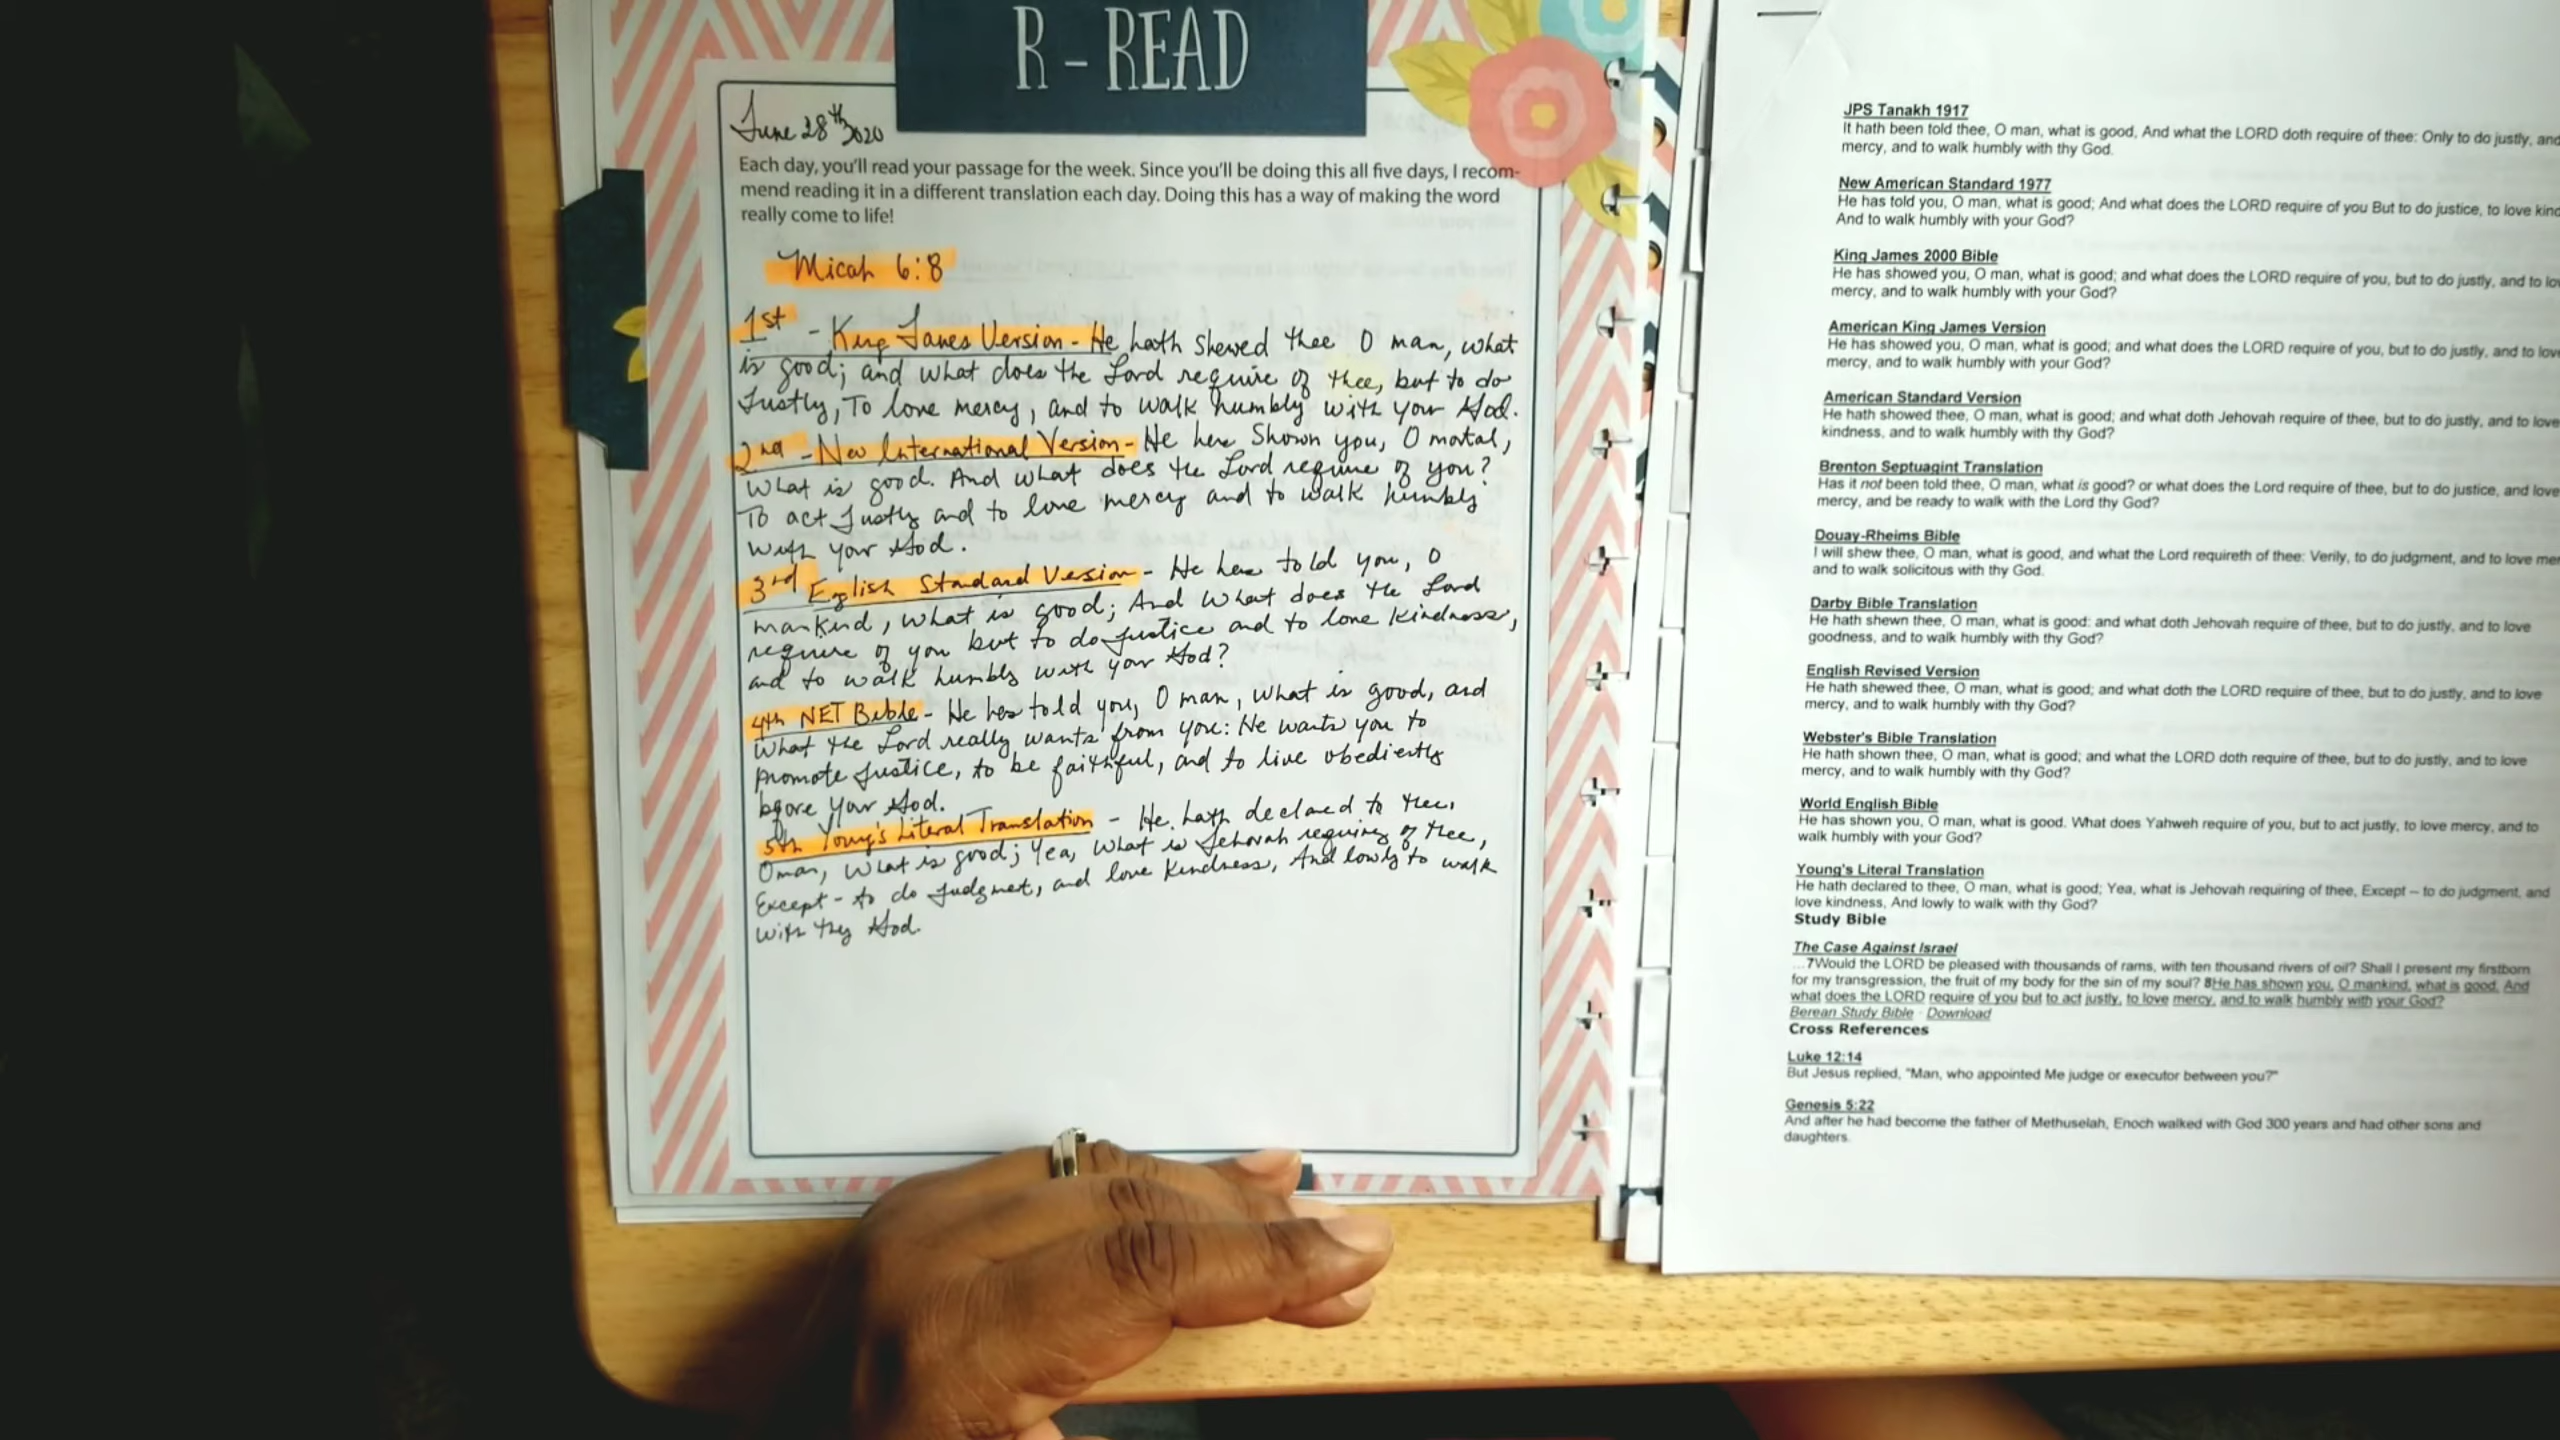 R - READ
June 28th 2020
Each day, you'll read your passage for the week. Since you'll be doing this all five days, I recom-
mend reading it in a different translation each day. Doing this has a way of making the word
really come to life!
Micah 6:8
1st - King James Version - He hath shewed thee O man, what
is good; and what does the Lord require of thee, but to do
Justly, To love mercy, and to walk humbly with your God.
2nd - New International Version - He has Shown you, O mortal,
What is good. And what does the Lord require of you?
To act Justly and to love mercy and to walk humbly
with your God.
3rd English Standard Version - He has told you, O
mankind, what is good; And what does the Lord
require of you but to do Justice and to love kindness,
and to walk humbly with your God?
4th NET Bible - He has told you, O man, what is good, and
What the Lord really wants from you: He wants you to
promote Justice, to be faithful, and to live obediently
before your God.
5th Young's Literal Translation - He hath declared to thee,
O man, what is good; Yea, what is Jehovah requiring of thee,
Except - to do Judgment, and love kindness, And lowly to walk
with thy God.
JPS Tanakh 1917
It hath been told thee, O man, what is good, And what the LORD doth require of thee: Only to do justly, and
mercy, and to walk humbly with thy God.
New American Standard 1977
He has told you, O man, what is good; And what does the LORD require of you But to do justice, to love kind
And to walk humbly with your God?
King James 2000 Bible
He has showed you, O man, what is good; and what does the LORD require of you, but to do justly, and to lo
mercy, and to walk humbly with your God?
American King James Version
He has showed you, O man, what is good; and what does the LORD require of you, but to do justly, and to love
mercy, and to walk humbly with your God?
American Standard Version
He hath showed thee, O man, what is good; and what doth Jehovah require of thee, but to do justly, and to love
kindness, and to walk humbly with thy God?
Brenton Septuagint Translation
Has it not been told thee, O man, what is good? or what does the Lord require of thee, but to do justice, and love
mercy, and be ready to walk with the Lord thy God?
Douay-Rheims Bible
I will shew thee, O man, what is good, and what the Lord requireth of thee: Verily, to do judgment, and to love mer
and to walk solicitous with thy God.
Darby Bible Translation
He hath shewn thee, O man, what is good: and what doth Jehovah require of thee, but to do justly, and to love
goodness, and to walk humbly with thy God?
English Revised Version
He hath shewed thee, O man, what is good; and what doth the LORD require of thee, but to do justly, and to love
mercy, and to walk humbly with thy God?
Webster's Bible Translation
He hath shown thee, O man, what is good; and what the LORD doth require of thee, but to do justly, and to love
mercy, and to walk humbly with thy God?
World English Bible
He has shown you, O man, what is good. What does Yahweh require of you, but to act justly, to love mercy, and to
walk humbly with your God?
Young's Literal Translation
He hath declared to thee, O man, what is good; Yea, what is Jehovah requiring of thee, Except -- to do judgment, and
love kindness, And lowly to walk with thy God?
Study Bible
The Case Against Israel
...7Would the LORD be pleased with thousands of rams, with ten thousand rivers of oil? Shall I present my firstborn
for my transgression, the fruit of my body for the sin of my soul? 8He has shown you, O mankind, what is good. And
what does the LORD require of you but to act justly, to love mercy, and to walk humbly with your God?
Berean Study Bible · Download
Cross References
Luke 12:14
But Jesus replied, "Man, who appointed Me judge or executor between you?"
Genesis 5:22
And after he had become the father of Methuselah, Enoch walked with God 300 years and had other sons and
daughters.